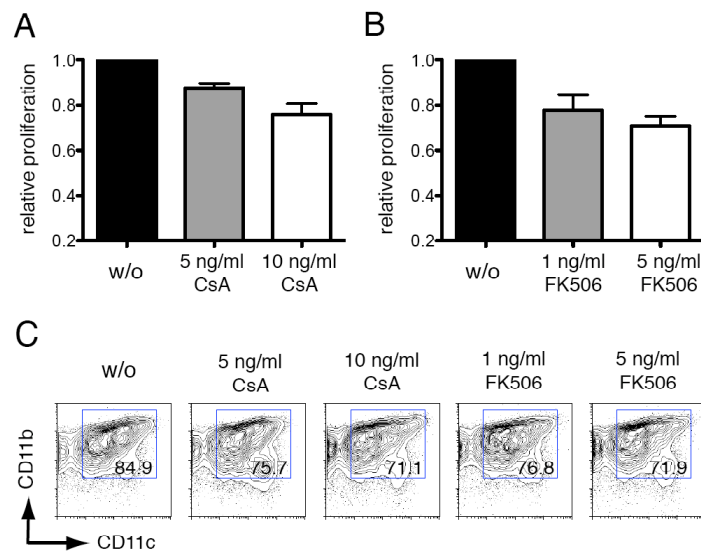 A
relative proliferation
1.0
0.8
0.6
0.4
0.2
w/o
5 ng/ml
CsA
10 ng/ml
CsA
B
relative proliferation
1.0
0.8
0.6
0.4
0.2
w/o
1 ng/ml
FK506
5 ng/ml
FK506
C
w/o
5 ng/ml
CsA
10 ng/ml
CsA
1 ng/ml
FK506
5 ng/ml
FK506
84.9
75.7
71.1
76.8
71.9
CD11b
CD11c